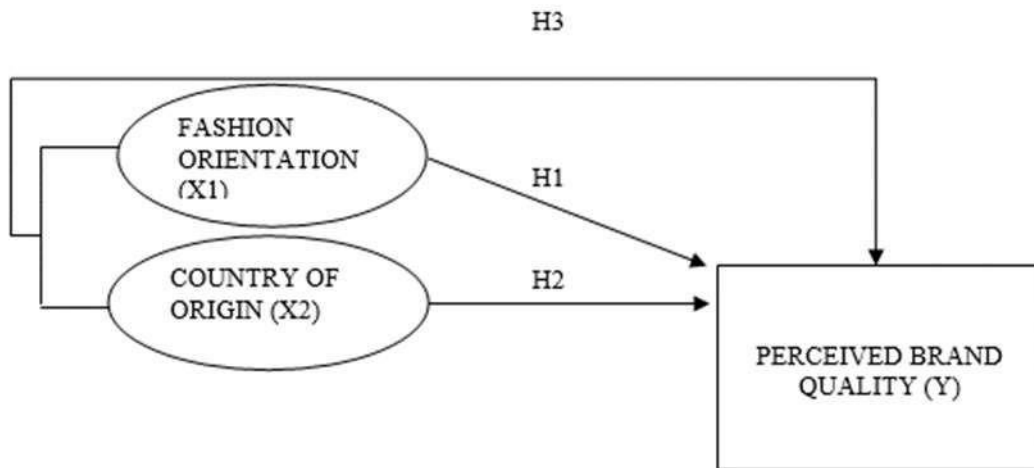 H3
FASHION
ORIENTATION
(X1)
H1
COUNTRY OF
ORIGIN (X2)
H2
PERCEIVED BRAND
QUALITY (Y)